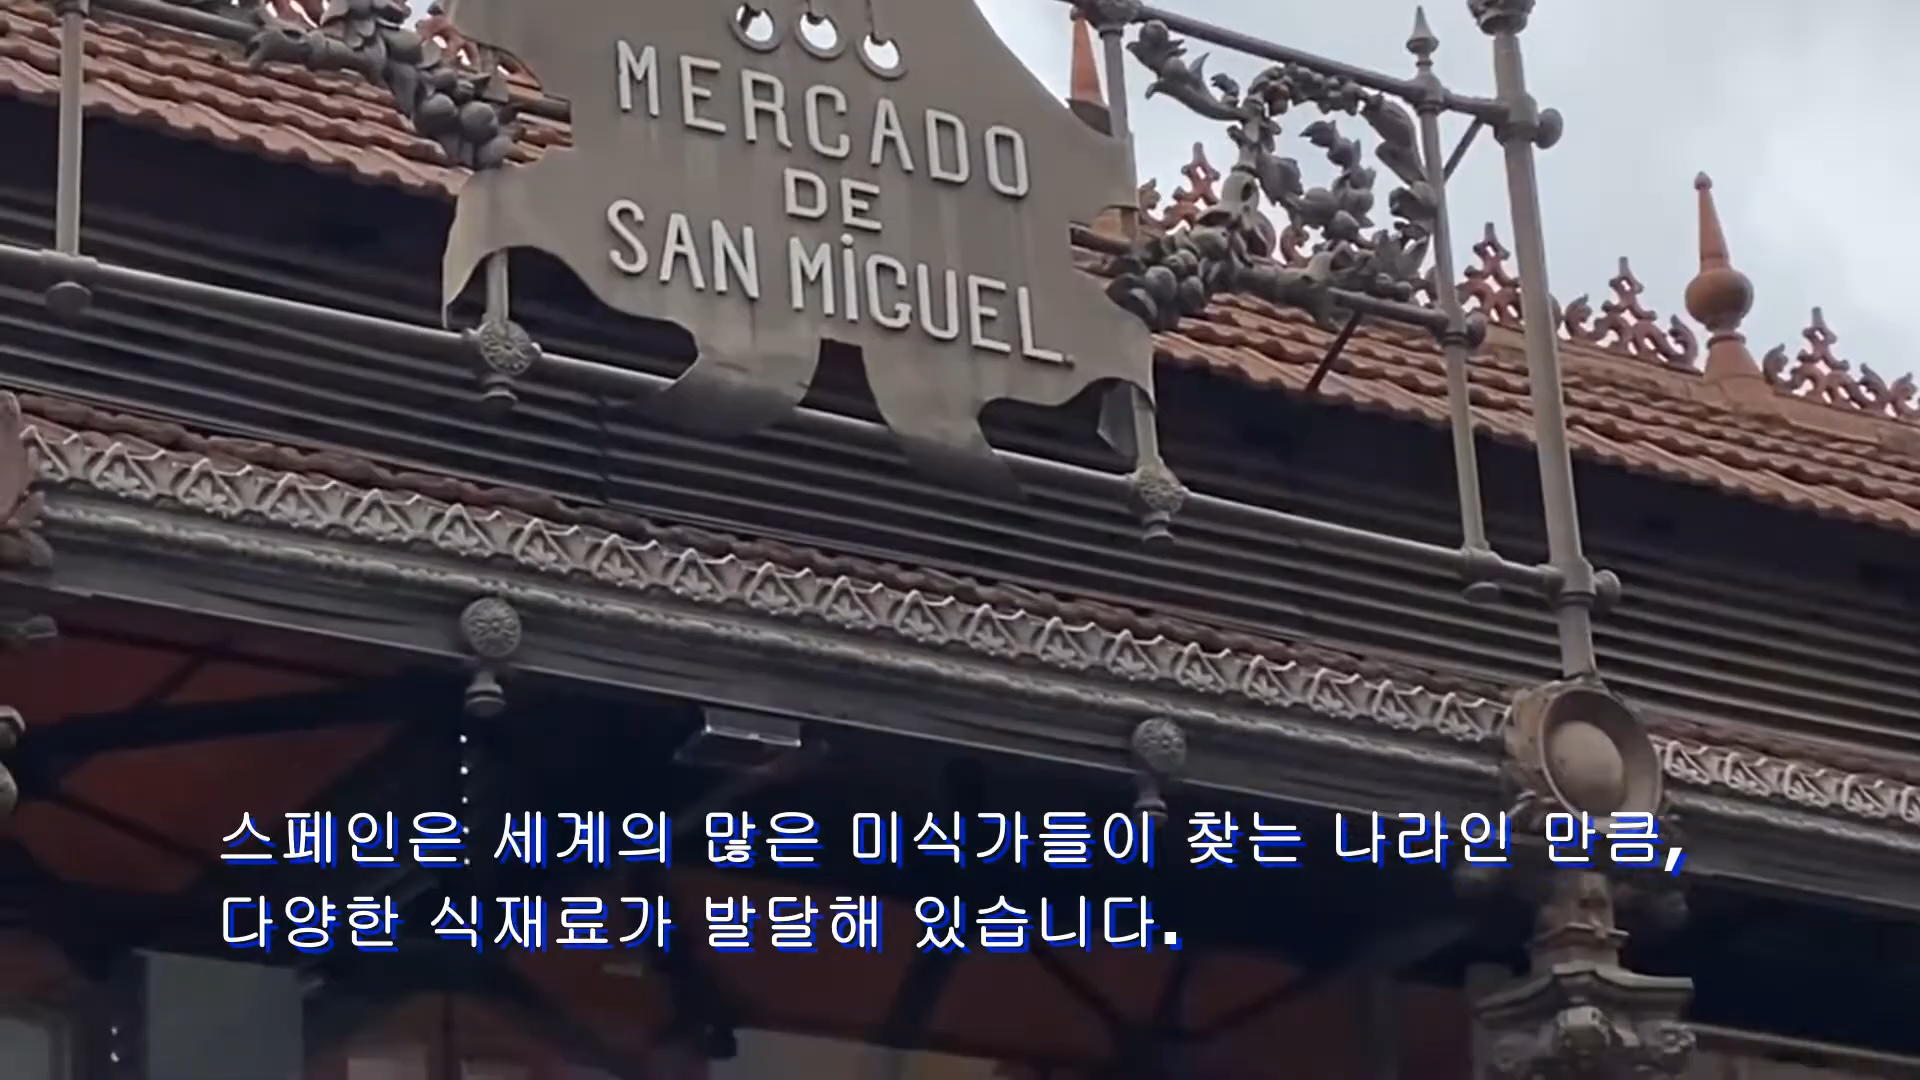 MERCADO
DE
SAN MiGUEL.
스페인은 세계의 많은 미식가들이 찾는 나라인 만큼,
다양한 식재료가 발달해 있습니다.